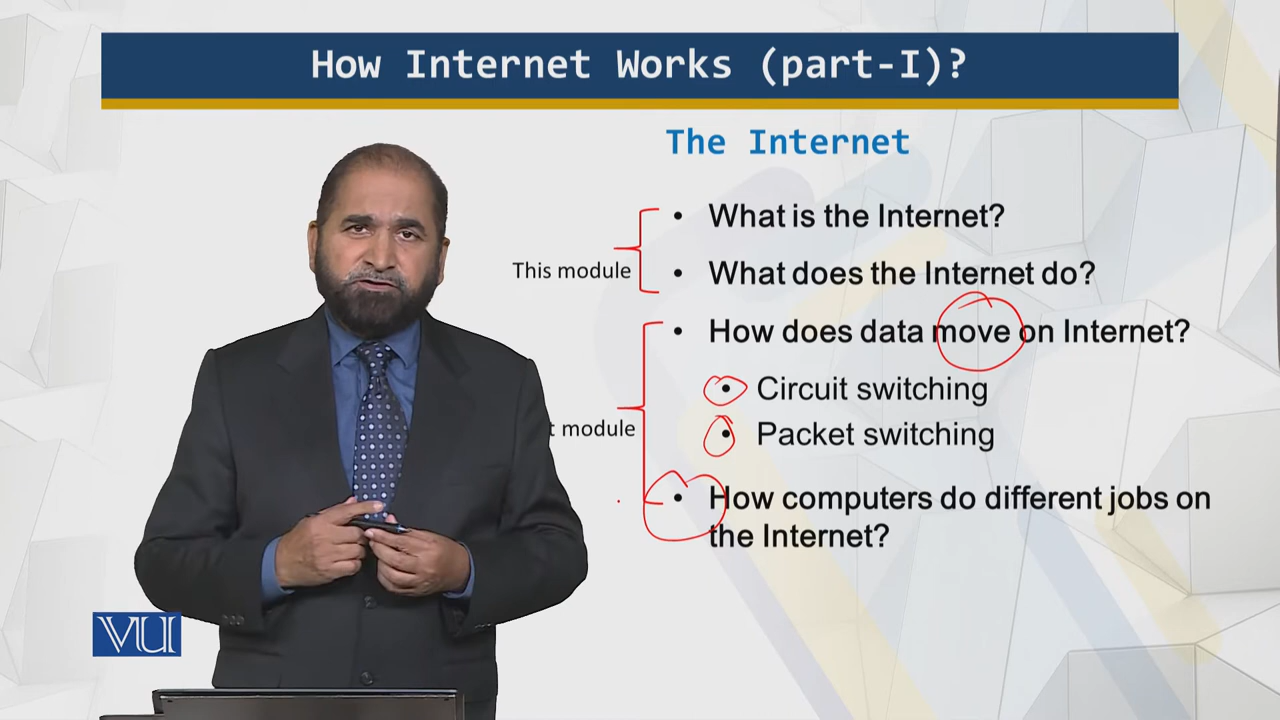 How Internet Works (part-I)?
The Internet
• What is the Internet?
This module
• What does the Internet do?
• How does data move on Internet?
• Circuit switching
t module
• Packet switching
• How computers do different jobs on
the Internet?
VU